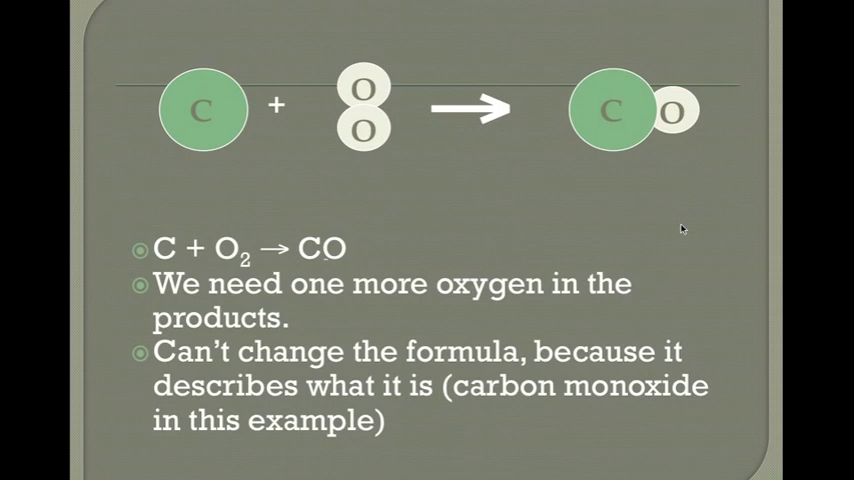 C + O O C O
C + O₂ → CO
We need one more oxygen in the
products.
Can't change the formula, because it
describes what it is (carbon monoxide
in this example)